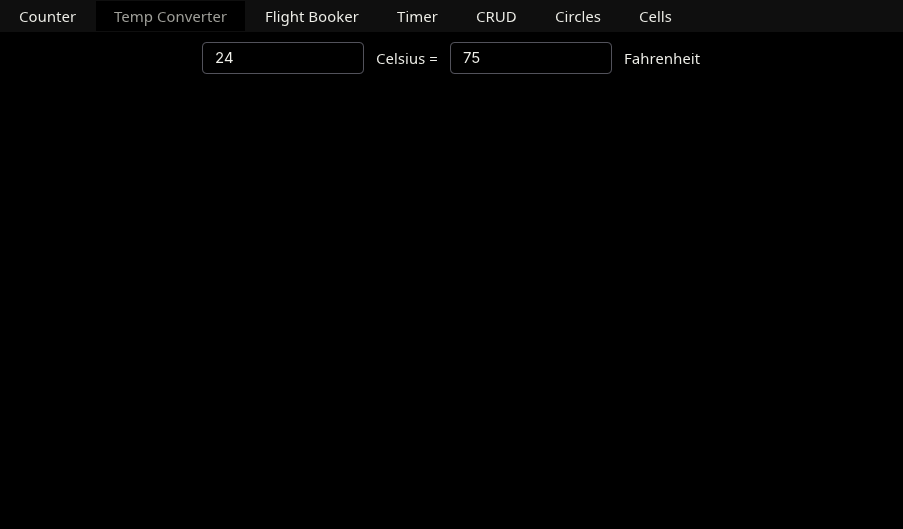 Counter Temp Converter Flight Booker Timer CRUD Circles Cells
24 Celsius = 75 Fahrenheit